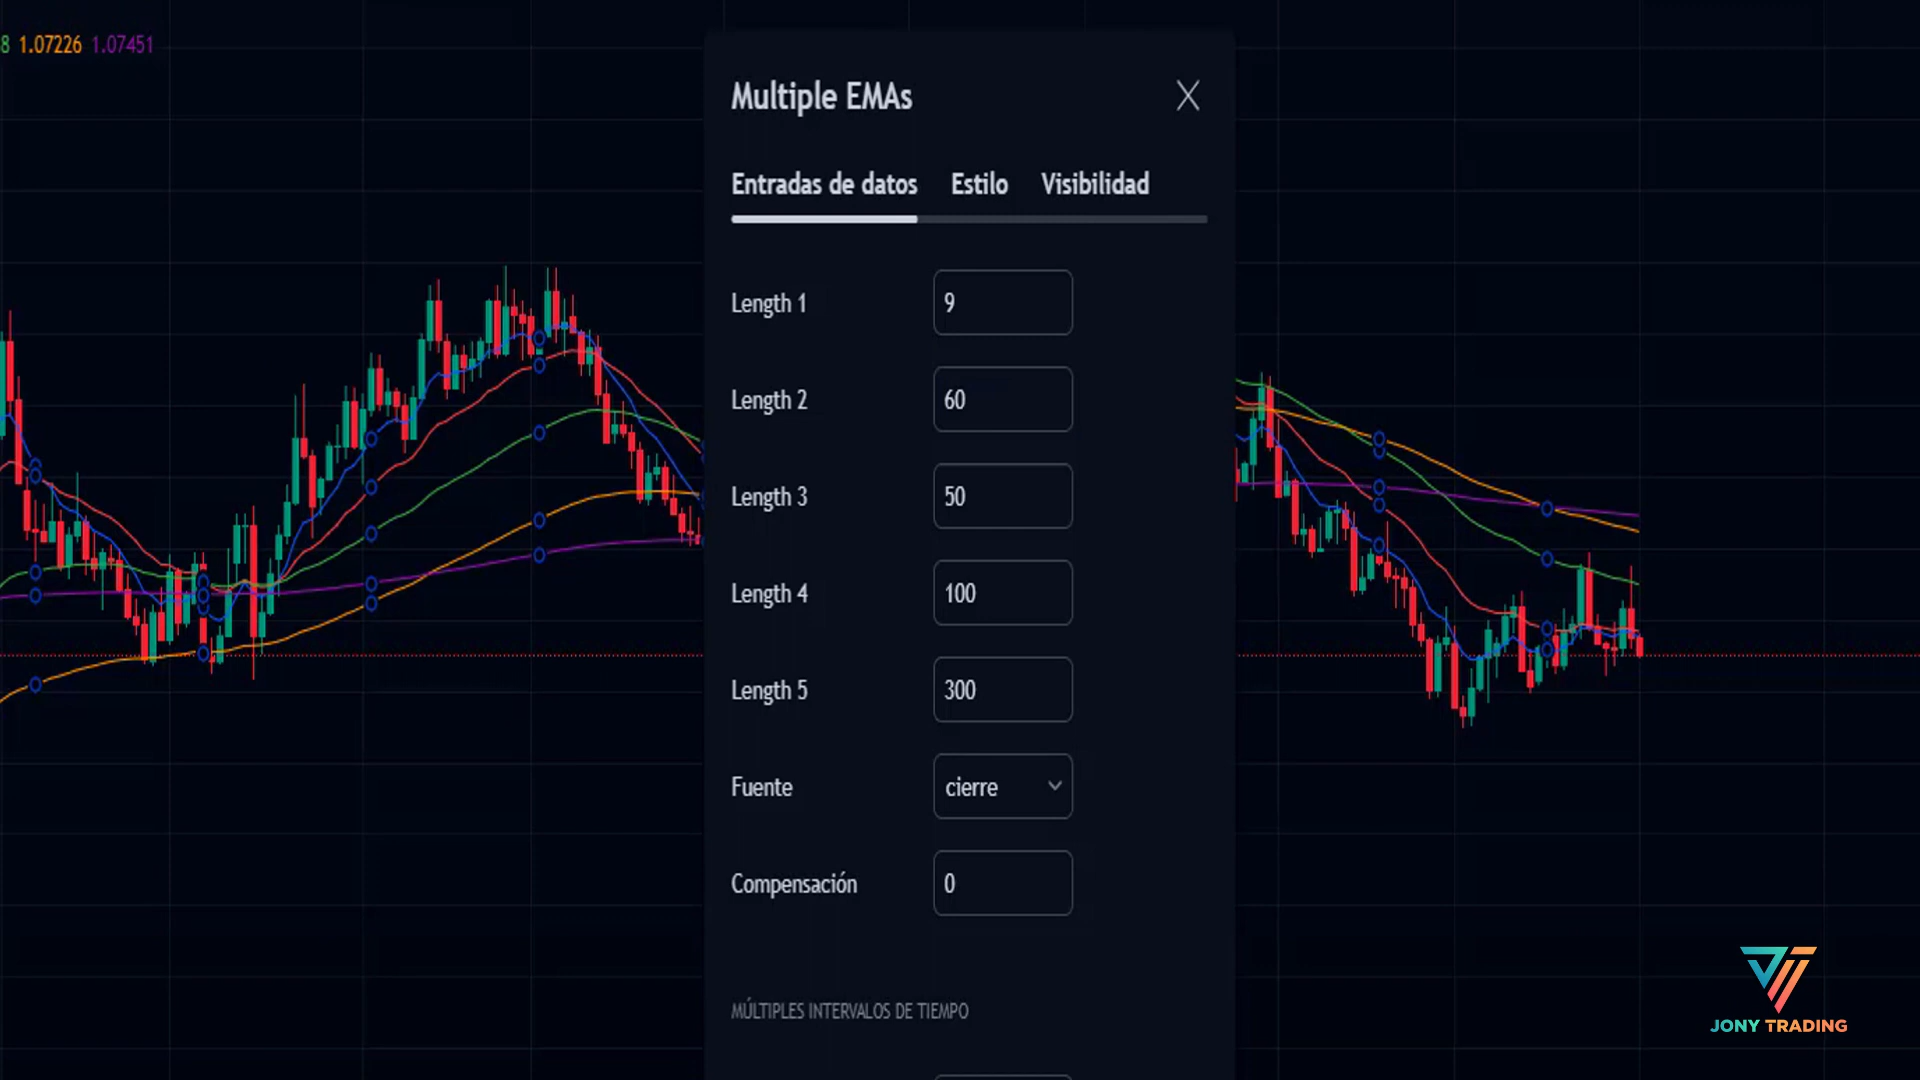 8 1.07226 1.07451
Multiple EMAs
Entradas de datos Estilo Visibilidad
Length 1 9
Length 2 60
Length 3 50
Length 4 100
Length 5 300
Fuente cierre
Compensación 0
MÚLTIPLES INTERVALOS DE TIEMPO
JONY TRADING